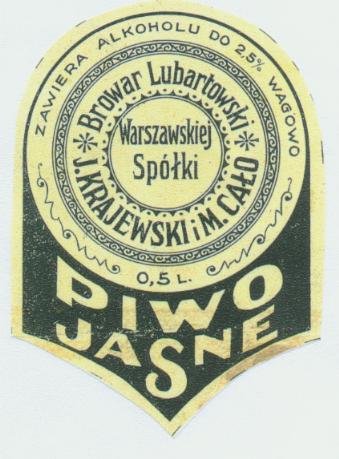 ZAWIERA ALKOHOLU DO 2,5% WAGOWO
* Browar Lubartowski *
J. KRAJEWSKI i M. CAŁO
Warszawskiej
Spółki
0,5 L.
PIWO
JASNE